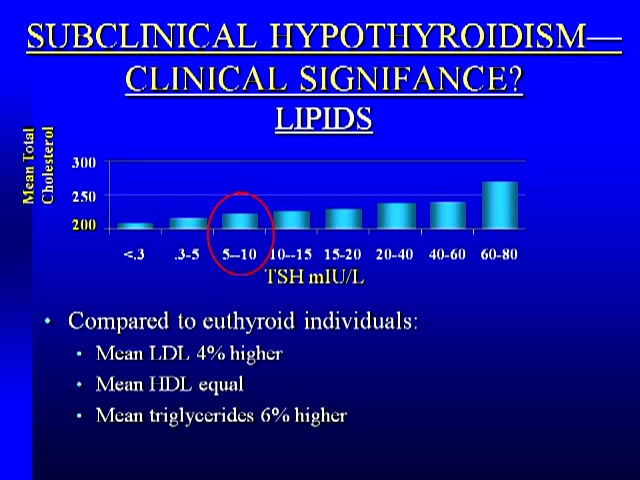 SUBCLINICAL HYPOTHYROIDISM—
CLINICAL SIGNIFANCE?
LIPIDS
Mean Total
Cholesterol
300
250
200
<.3 .3-5 5--10 10--15 15-20 20-40 40-60 60-80
TSH mIU/L
• Compared to euthyroid individuals:
• Mean LDL 4% higher
• Mean HDL equal
• Mean triglycerides 6% higher